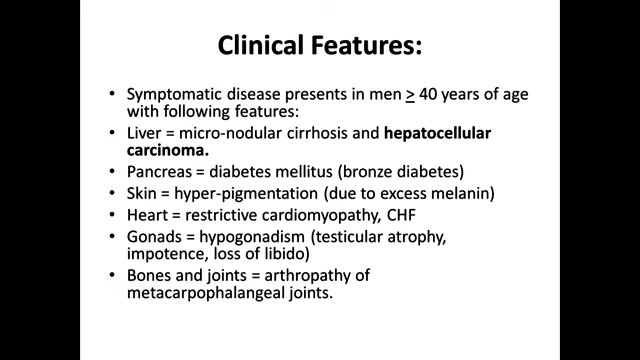 Clinical Features:
• Symptomatic disease presents in men ≥ 40 years of age
with following features:
• Liver = micro-nodular cirrhosis and hepatocellular
carcinoma.
• Pancreas = diabetes mellitus (bronze diabetes)
• Skin = hyper-pigmentation (due to excess melanin)
• Heart = restrictive cardiomyopathy, CHF
• Gonads = hypogonadism (testicular atrophy,
impotence, loss of libido)
• Bones and joints = arthropathy of
metacarpophalangeal joints.